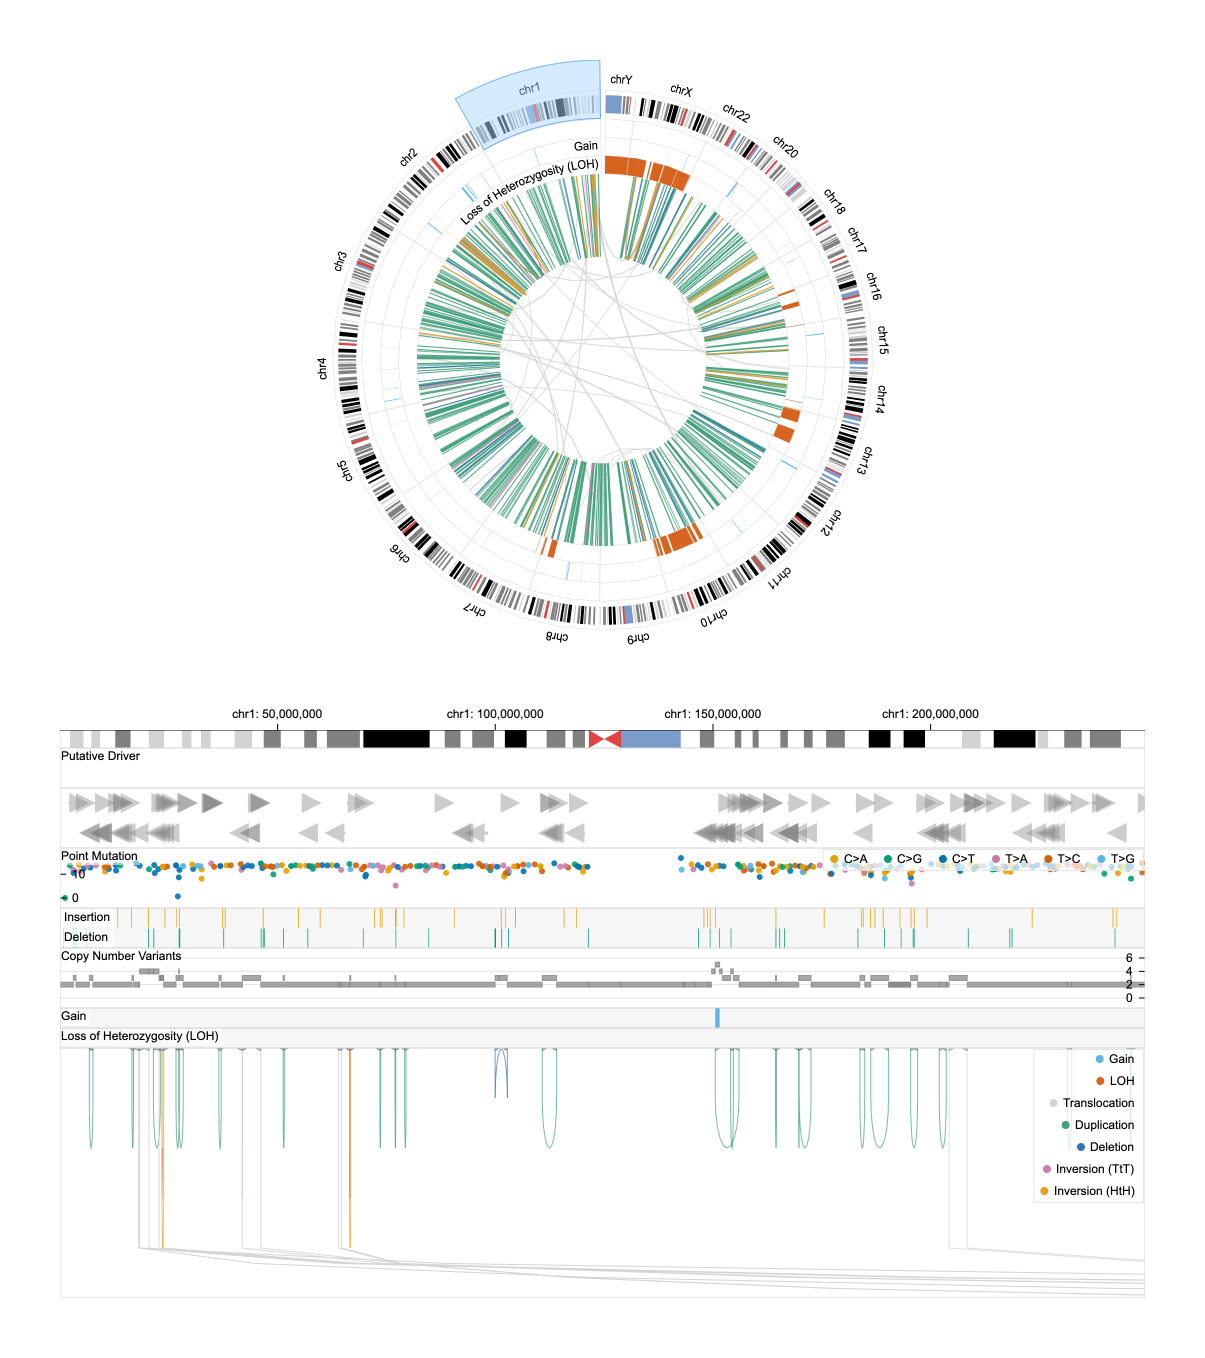 chrY
chrX
chr22
chr20
chr18
chr17
chr16
chr15
chr14
chr13
chr12
chr11
chr10
chr9
chr8
chr7
chr6
chr5
chr4
chr3
chr2
chr1
Gain
Loss of Heterozygosity (LOH)
chr1: 50,000,000 chr1: 100,000,000 chr1: 150,000,000 chr1: 200,000,000
Putative Driver
Point Mutation
C>A C>G C>T T>A T>C T>G
10
0
Insertion
Deletion
Copy Number Variants
6
4
2
0
Gain
Loss of Heterozygosity (LOH)
Gain
LOH
Translocation
Duplication
Deletion
Inversion (TtT)
Inversion (HtH)